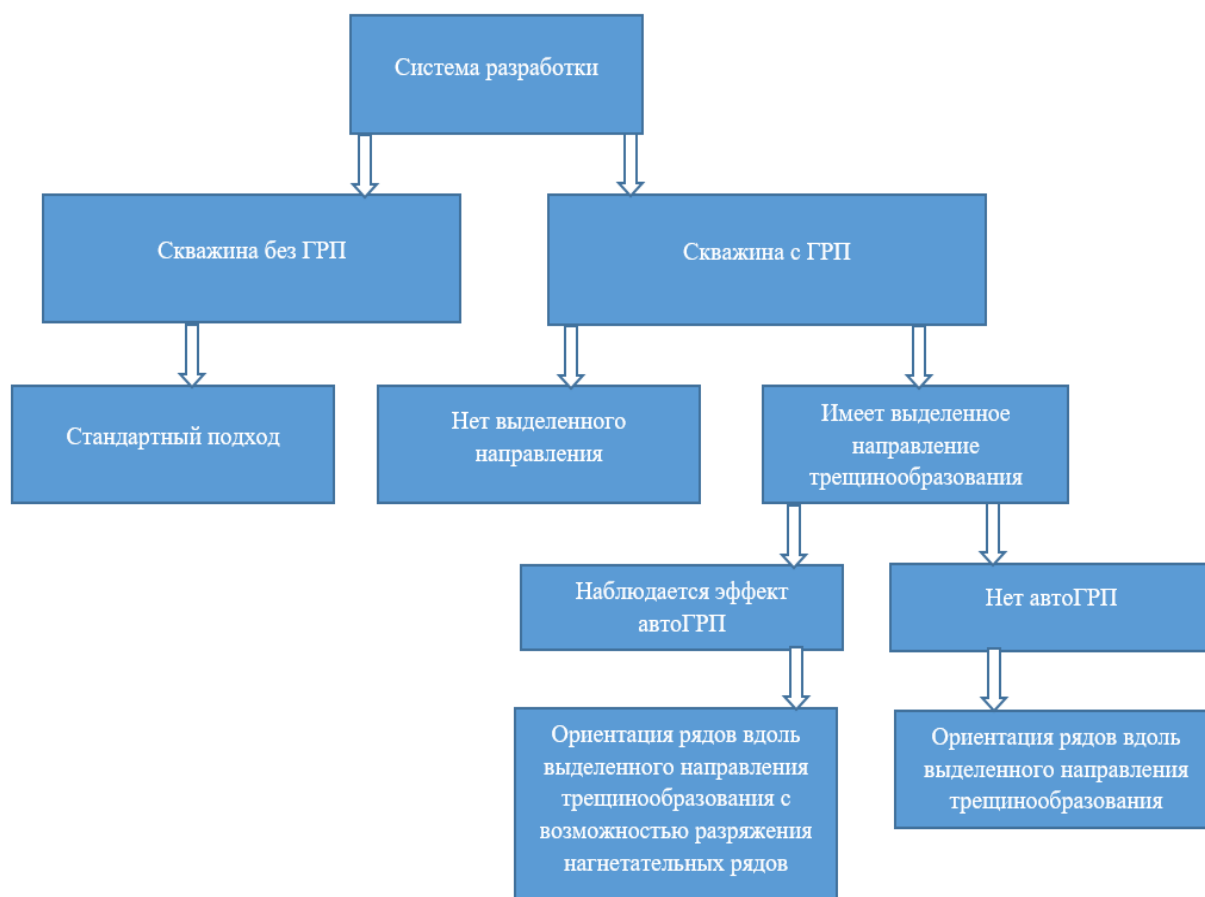 Система разработки
Скважина без ГРП
Скважина с ГРП
Стандартный подход
Нет выделенного
направления
Имеет выделенное
направление
трещинообразования
Наблюдается эффект
автоГРП
Нет автоГРП
Ориентация рядов вдоль
выделенного направления
трещинообразования с
возможностью разряжения
нагнетательных рядов
Ориентация рядов вдоль
выделенного направления
трещинообразования